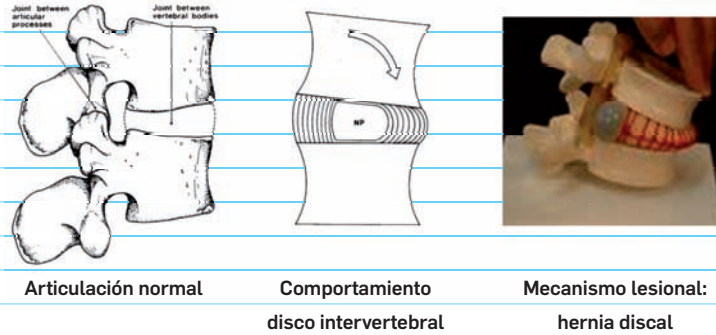 Joint between
articular
processes
Joint between
vertebral bodies
NP
Articulación normal
Comportamiento
disco intervertebral
Mecanismo lesional:
hernia discal